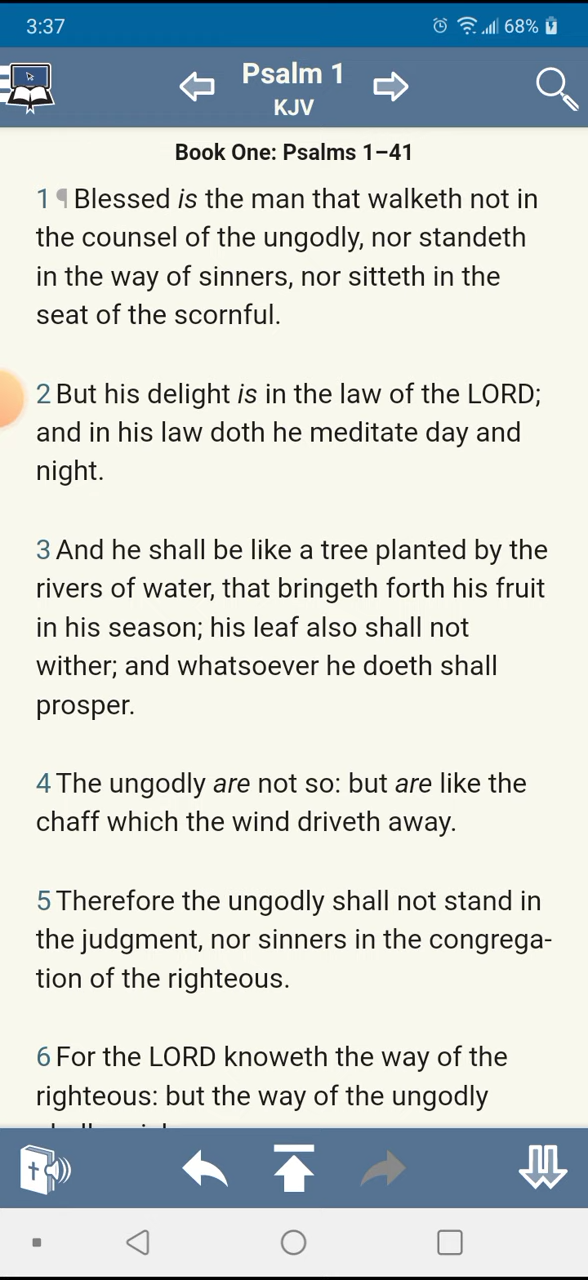 3:37
68%
Psalm 1
KJV
Book One: Psalms 1–41
1 ¶ Blessed is the man that walketh not in
the counsel of the ungodly, nor standeth
in the way of sinners, nor sitteth in the
seat of the scornful.
2 But his delight is in the law of the LORD;
and in his law doth he meditate day and
night.
3 And he shall be like a tree planted by the
rivers of water, that bringeth forth his fruit
in his season; his leaf also shall not
wither; and whatsoever he doeth shall
prosper.
4 The ungodly are not so: but are like the
chaff which the wind driveth away.
5 Therefore the ungodly shall not stand in
the judgment, nor sinners in the congrega-
tion of the righteous.
6 For the LORD knoweth the way of the
righteous: but the way of the ungodly